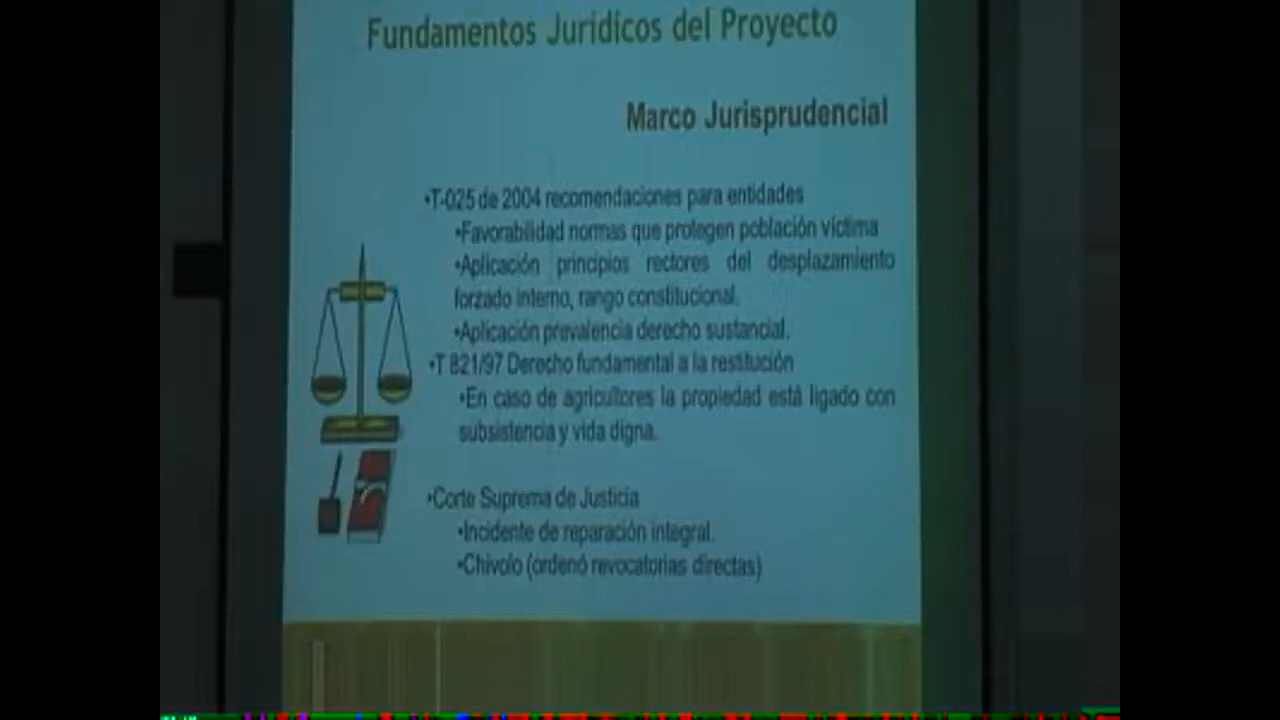 Fundamentos Jurídicos del Proyecto
Marco Jurisprudencial
•T-025 de 2004 recomendaciones para entidades
•Favorabilidad normas que protegen población víctima
•Aplicación principios rectores del desplazamiento
forzado interno, rango constitucional.
•Aplicación prevalencia derecho sustancial.
•T 821/97 Derecho fundamental a la restitución
•En caso de agricultores la propiedad está ligado con
subsistencia y vida digna.
•Corte Suprema de Justicia
•Incidente de reparación integral.
•Chivolo (ordenó revocatorias directas)